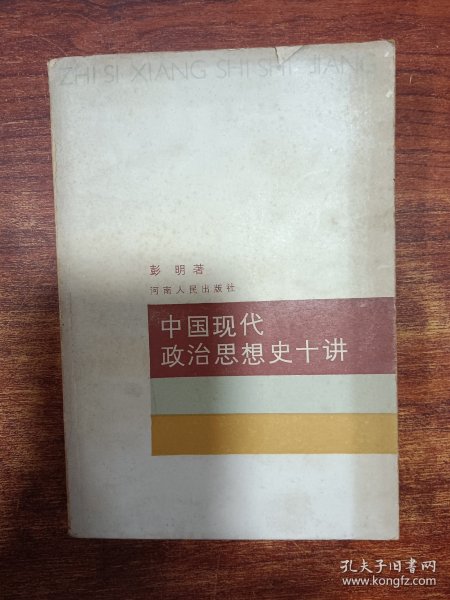 ZHI SI XIANG SHI SHI JIANG
彭 明 著
河南人民出版社
中国现代
政治思想史十讲
孔夫子旧书网
www.kongfz.com